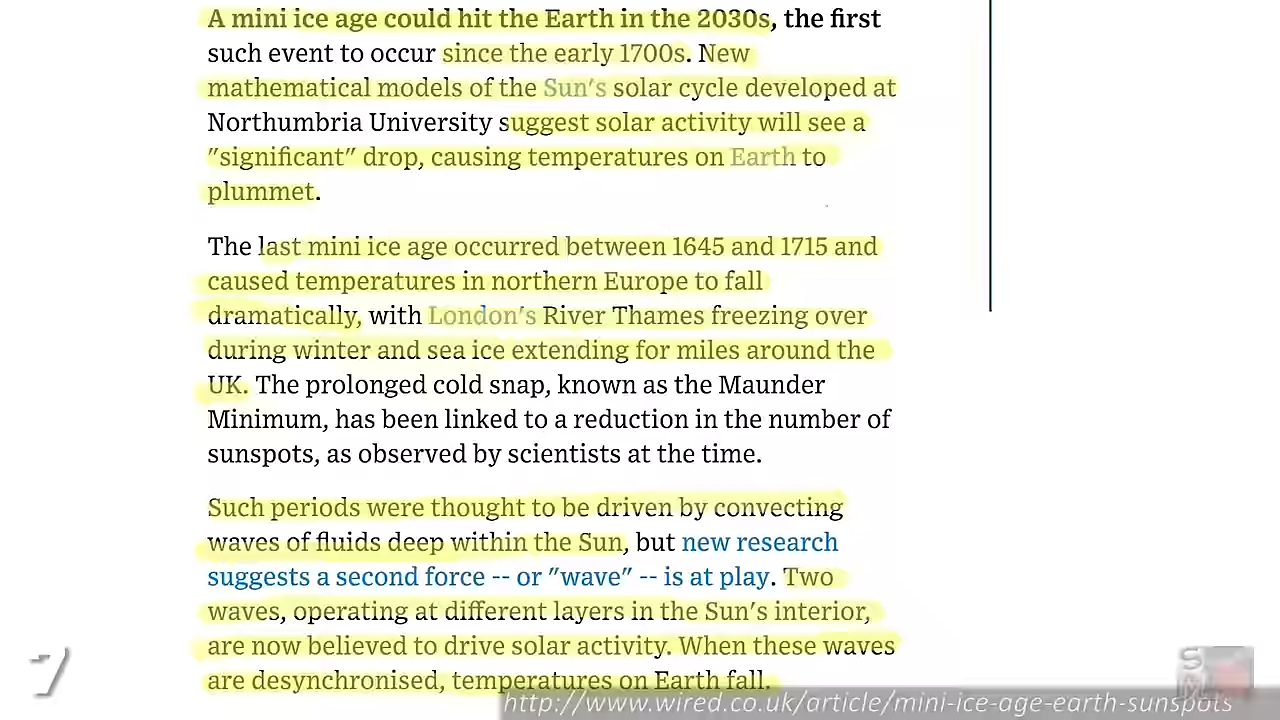 A mini ice age could hit the Earth in the 2030s, the first
such event to occur since the early 1700s. New
mathematical models of the Sun's solar cycle developed at
Northumbria University suggest solar activity will see a
"significant" drop, causing temperatures on Earth to
plummet.
The last mini ice age occurred between 1645 and 1715 and
caused temperatures in northern Europe to fall
dramatically, with London's River Thames freezing over
during winter and sea ice extending for miles around the
UK. The prolonged cold snap, known as the Maunder
Minimum, has been linked to a reduction in the number of
sunspots, as observed by scientists at the time.
Such periods were thought to be driven by convecting
waves of fluids deep within the Sun, but new research
suggests a second force -- or "wave" -- is at play. Two
waves, operating at different layers in the Sun's interior,
are now believed to drive solar activity. When these waves
are desynchronised, temperatures on Earth fall.
7
http://www.wired.co.uk/article/mini-ice-age-earth-sunspots